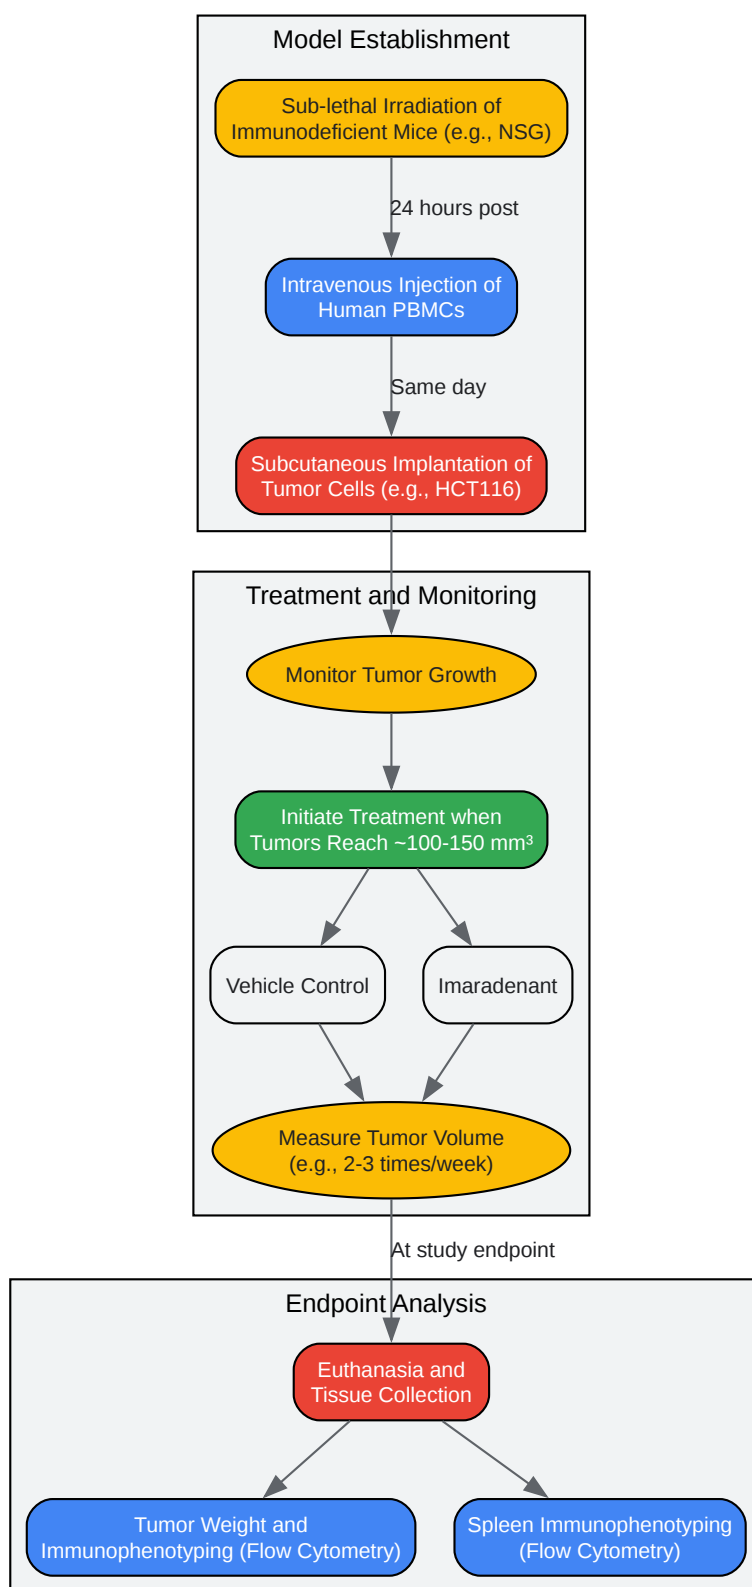 Model Establishment
Sub-lethal Irradiation of
Immunodeficient Mice (e.g., NSG)
24 hours post
Intravenous Injection of
Human PBMCs
Same day
Subcutaneous Implantation of
Tumor Cells (e.g., HCT116)
Treatment and Monitoring
Monitor Tumor Growth
Initiate Treatment when
Tumors Reach ~100-150 mm³
Vehicle Control
Imaradenant
Measure Tumor Volume
(e.g., 2-3 times/week)
At study endpoint
Endpoint Analysis
Euthanasia and
Tissue Collection
Tumor Weight and
Immunophenotyping (Flow Cytometry)
Spleen Immunophenotyping
(Flow Cytometry)